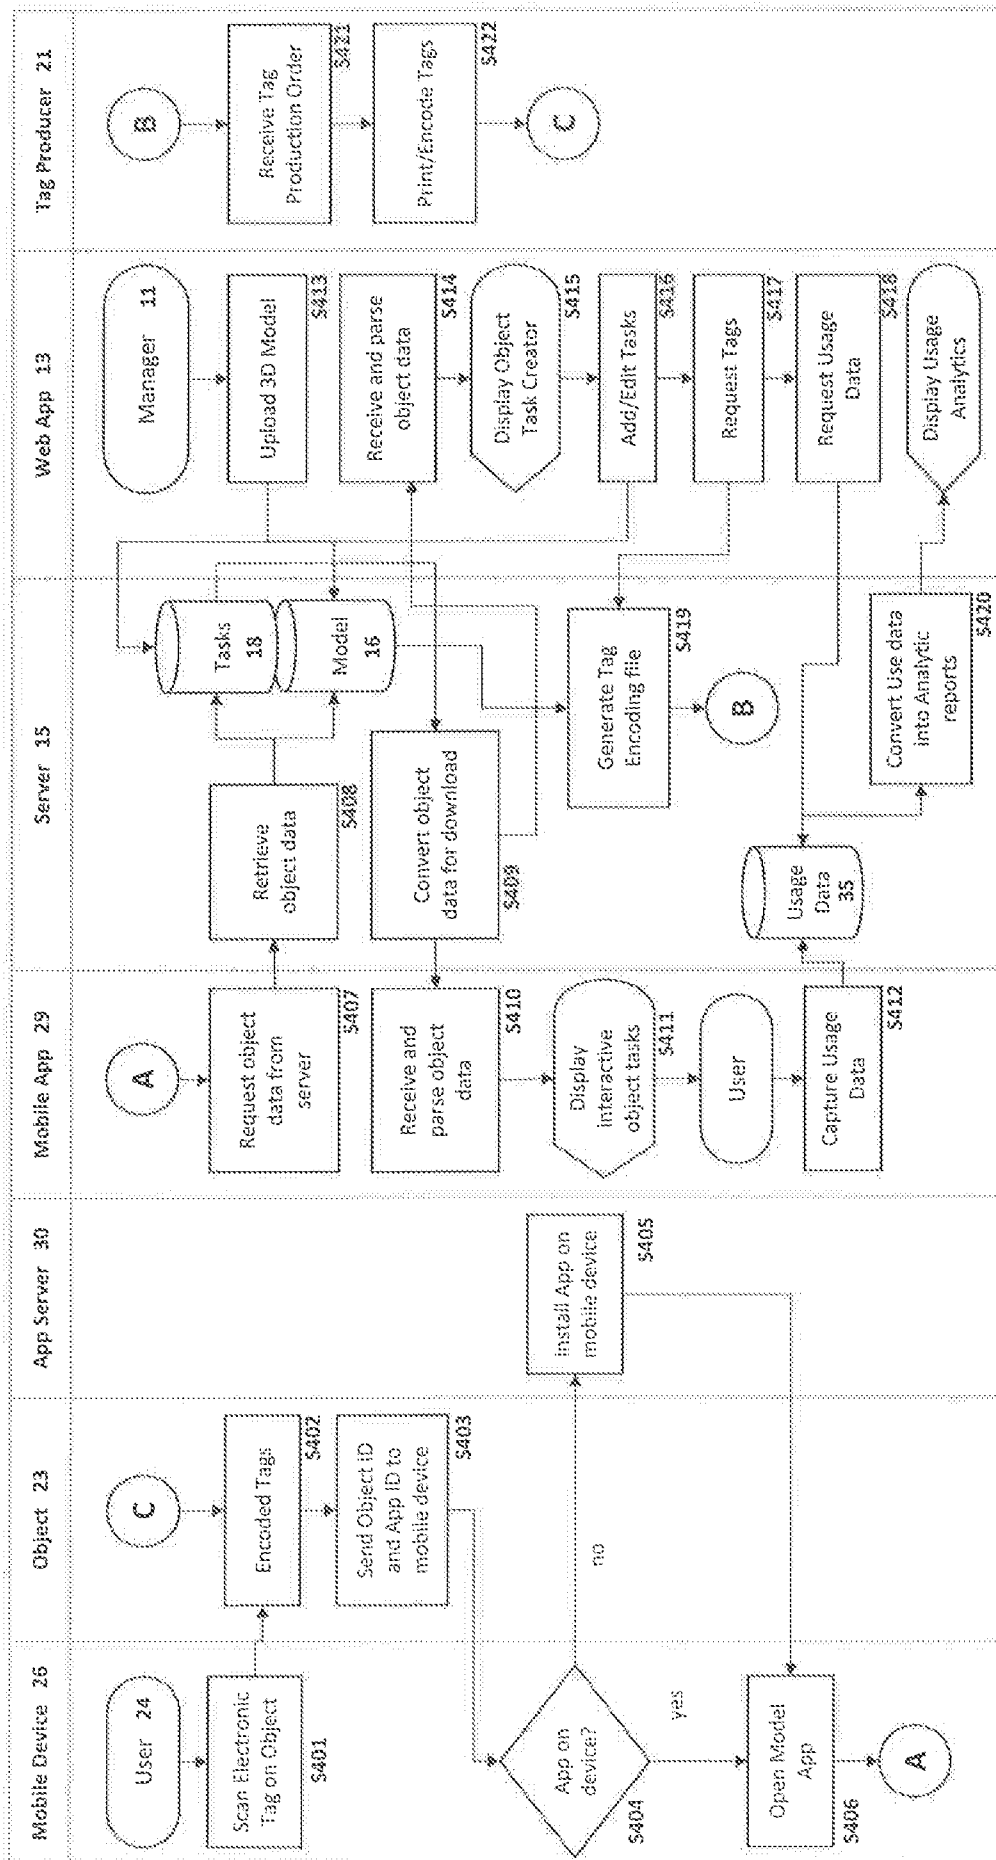 Mobile Device 26
User 24
Scan Electronic
Tag on Object
S401
App on
device?
S404
no
yes
Open Model
App
S406
A
Object 23
C
Encoded Tags
S402
Send Object ID
and App ID to
mobile device
S403
App Server 30
Install App on
mobile device
S405
Mobile App 29
A
Request object
data from
server
S407
Receive and
parse object
data
S410
Display
interactive
object tasks
S411
User
Capture Usage
Data
S412
Server 15
Retrieve
object data
S408
Tasks
18
Model
16
Convert object
data for download
S409
Generate Tag
Encoding file
S419
B
Usage
Data
35
Convert Use data
into Analytic
reports
S420
Web App 13
Manager 11
Upload 3D Model
S413
Receive and parse
object data
S414
Display Object
Task Creator
S415
Add/Edit Tasks
S416
Request Tags
S417
Request Usage
Data
S418
Display Usage
Analytics
Tag Producer 21
B
Receive Tag
Production Order
S421
Print/Encode Tags
S422
C